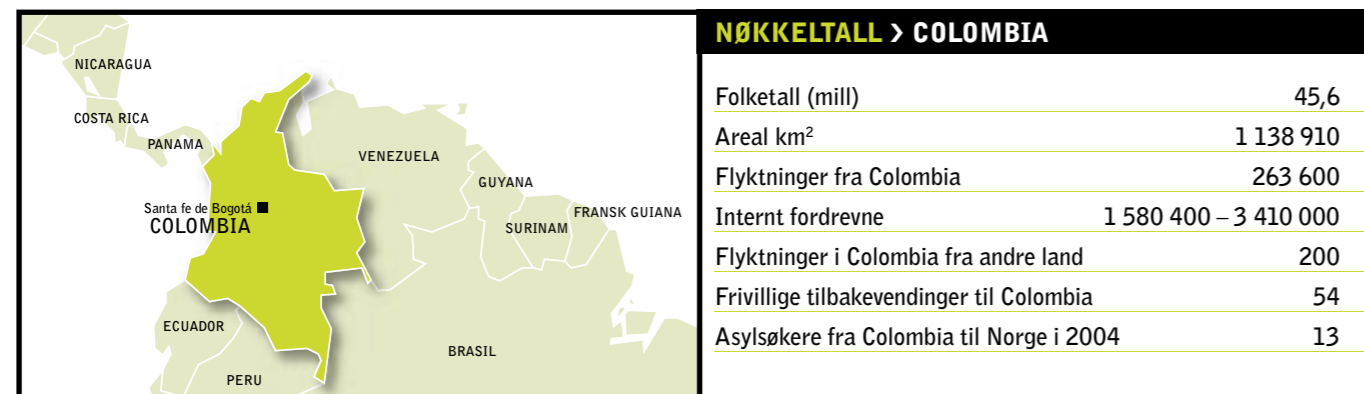 NICARAGUA
COSTA RICA
PANAMA
VENEZUELA
GUYANA
FRANSK GUIANA
SURINAM
Santa fe de Bogotá
COLOMBIA
ECUADOR
BRASIL
PERU
NØKKELTALL > COLOMBIA
Folketall (mill) 45,6
Areal km² 1 138 910
Flyktninger fra Colombia 263 600
Internt fordrevne 1 580 400 – 3 410 000
Flyktninger i Colombia fra andre land 200
Frivillige tilbakevendinger til Colombia 54
Asylsøkere fra Colombia til Norge i 2004 13